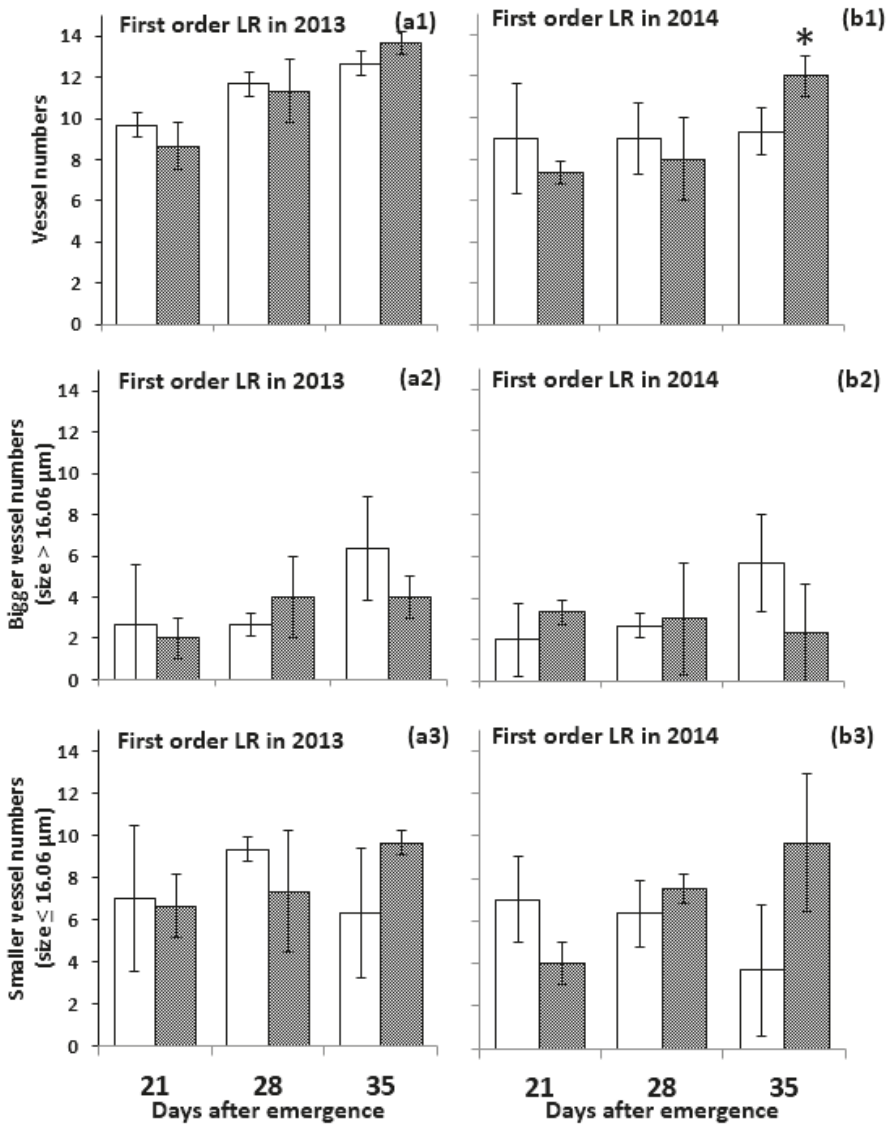 First order LR in 2013 (a1)
14
12
10
8
6
4
2
0
Vessel numbers
First order LR in 2014 (b1)
*
First order LR in 2013 (a2)
14
12
10
8
6
4
2
0
Bigger vessel numbers
(size > 16.06 µm)
First order LR in 2014 (b2)
First order LR in 2013 (a3)
14
12
10
8
6
4
2
0
Smaller vessel numbers
(size ≤ 16.06 µm)
First order LR in 2014 (b3)
21 28 35
Days after emergence
21 28 35
Days after emergence